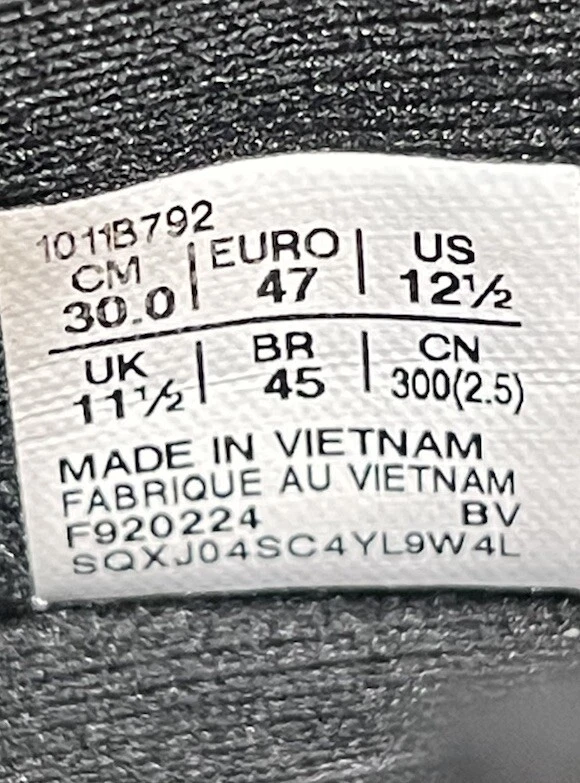 1011B792
CM | EURO | US
30.0 | 47 | 12½
UK | BR | CN
11½ | 45 | 300(2.5)
MADE IN VIETNAM
FABRIQUE AU VIETNAM
F920224 BV
SQXJ04SC4YL9W4L